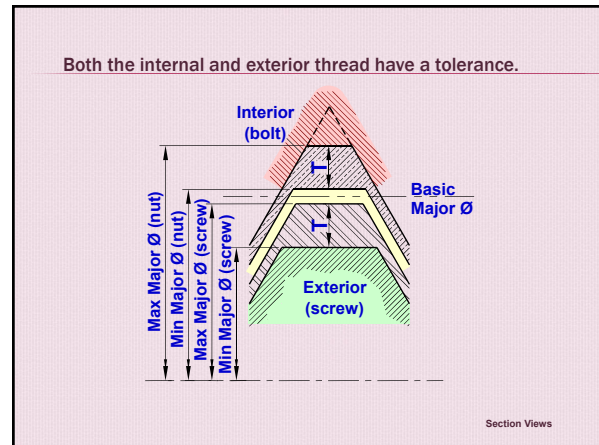 Both the internal and exterior thread have a tolerance.
Interior
(bolt)
T
Basic
Major Ø
T
Max Major Ø (nut)
Min Major Ø (nut)
Max Major Ø (screw)
Min Major Ø (screw)
Exterior
(screw)
Section Views